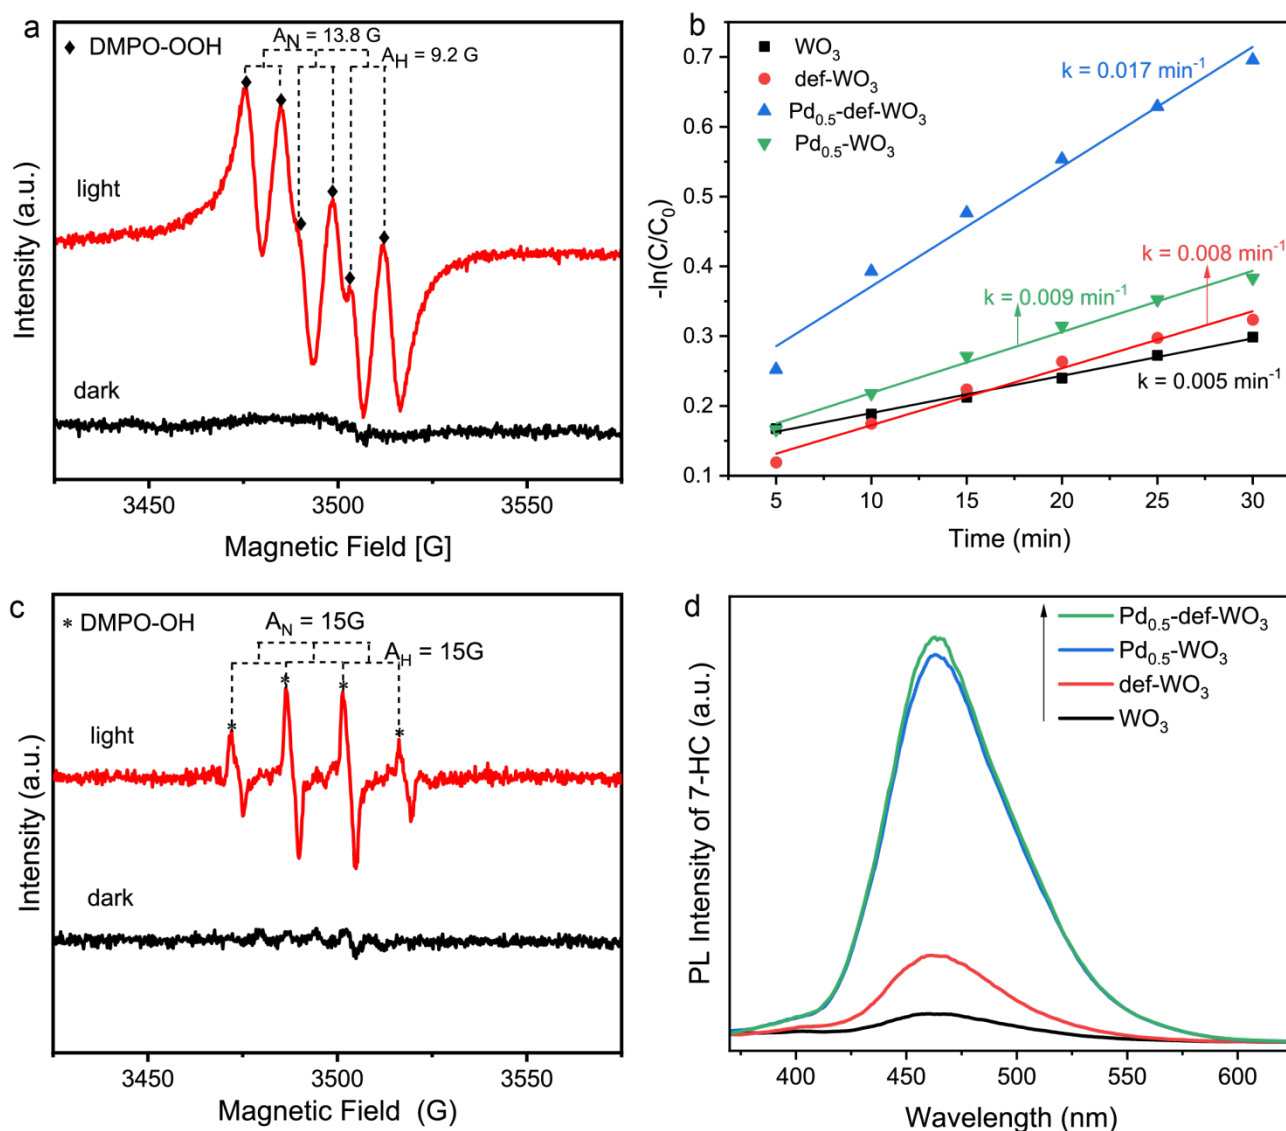 a
♦ DMPO-OOH
A_N = 13.8 G
A_H = 9.2 G
light
dark
Intensity (a.u.)
3450 3500 3550
Magnetic Field [G]
b
WO₃
def-WO₃
Pd₀.₅-def-WO₃
Pd₀.₅-WO₃
k = 0.017 min⁻¹
k = 0.008 min⁻¹
k = 0.009 min⁻¹
k = 0.005 min⁻¹
-ln(C/C₀)
0.7
0.6
0.5
0.4
0.3
0.2
0.1
5 10 15 20 25 30
Time (min)
c
* DMPO-OH
A_N = 15G
A_H = 15G
light
dark
Intensity (a.u.)
3450 3500 3550
Magnetic Field (G)
d
Pd₀.₅-def-WO₃
Pd₀.₅-WO₃
def-WO₃
WO₃
PL Intensity of 7-HC (a.u.)
400 450 500 550 600
Wavelength (nm)